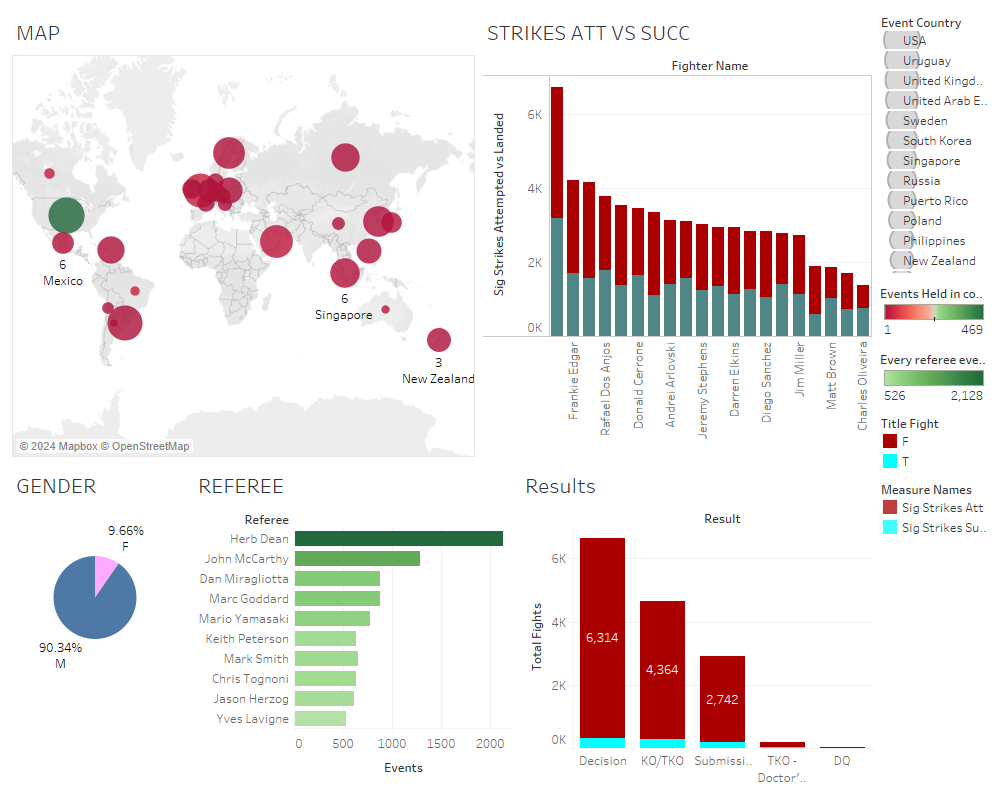 MAP
6
Mexico
6
Singapore
3
New Zealand
© 2024 Mapbox © OpenStreetMap
STRIKES ATT VS SUCC
Fighter Name
Sig Strikes Attempted vs Landed
6K
4K
2K
0K
Frankie Edgar
Rafael Dos Anjos
Donald Cerrone
Andrei Arlovski
Jeremy Stephens
Darren Elkins
Diego Sanchez
Jim Miller
Matt Brown
Charles Oliveira
Event Country
USA
Uruguay
United Kingd..
United Arab E..
Sweden
South Korea
Singapore
Russia
Puerto Rico
Poland
Philippines
New Zealand
Events Held in co..
1 469
Every referee eve..
526 2,128
Title Fight
F
T
Measure Names
Sig Strikes Att
Sig Strikes Su..
GENDER
9.66%
F
90.34%
M
REFEREE
Referee
Herb Dean
John McCarthy
Dan Miragliotta
Marc Goddard
Mario Yamasaki
Keith Peterson
Mark Smith
Chris Tognoni
Jason Herzog
Yves Lavigne
0 500 1000 1500 2000
Events
Results
Result
Total Fights
6K
4K
2K
0K
6,314
4,364
2,742
Decision KO/TKO Submissi.. TKO - DQ
Doctor'..